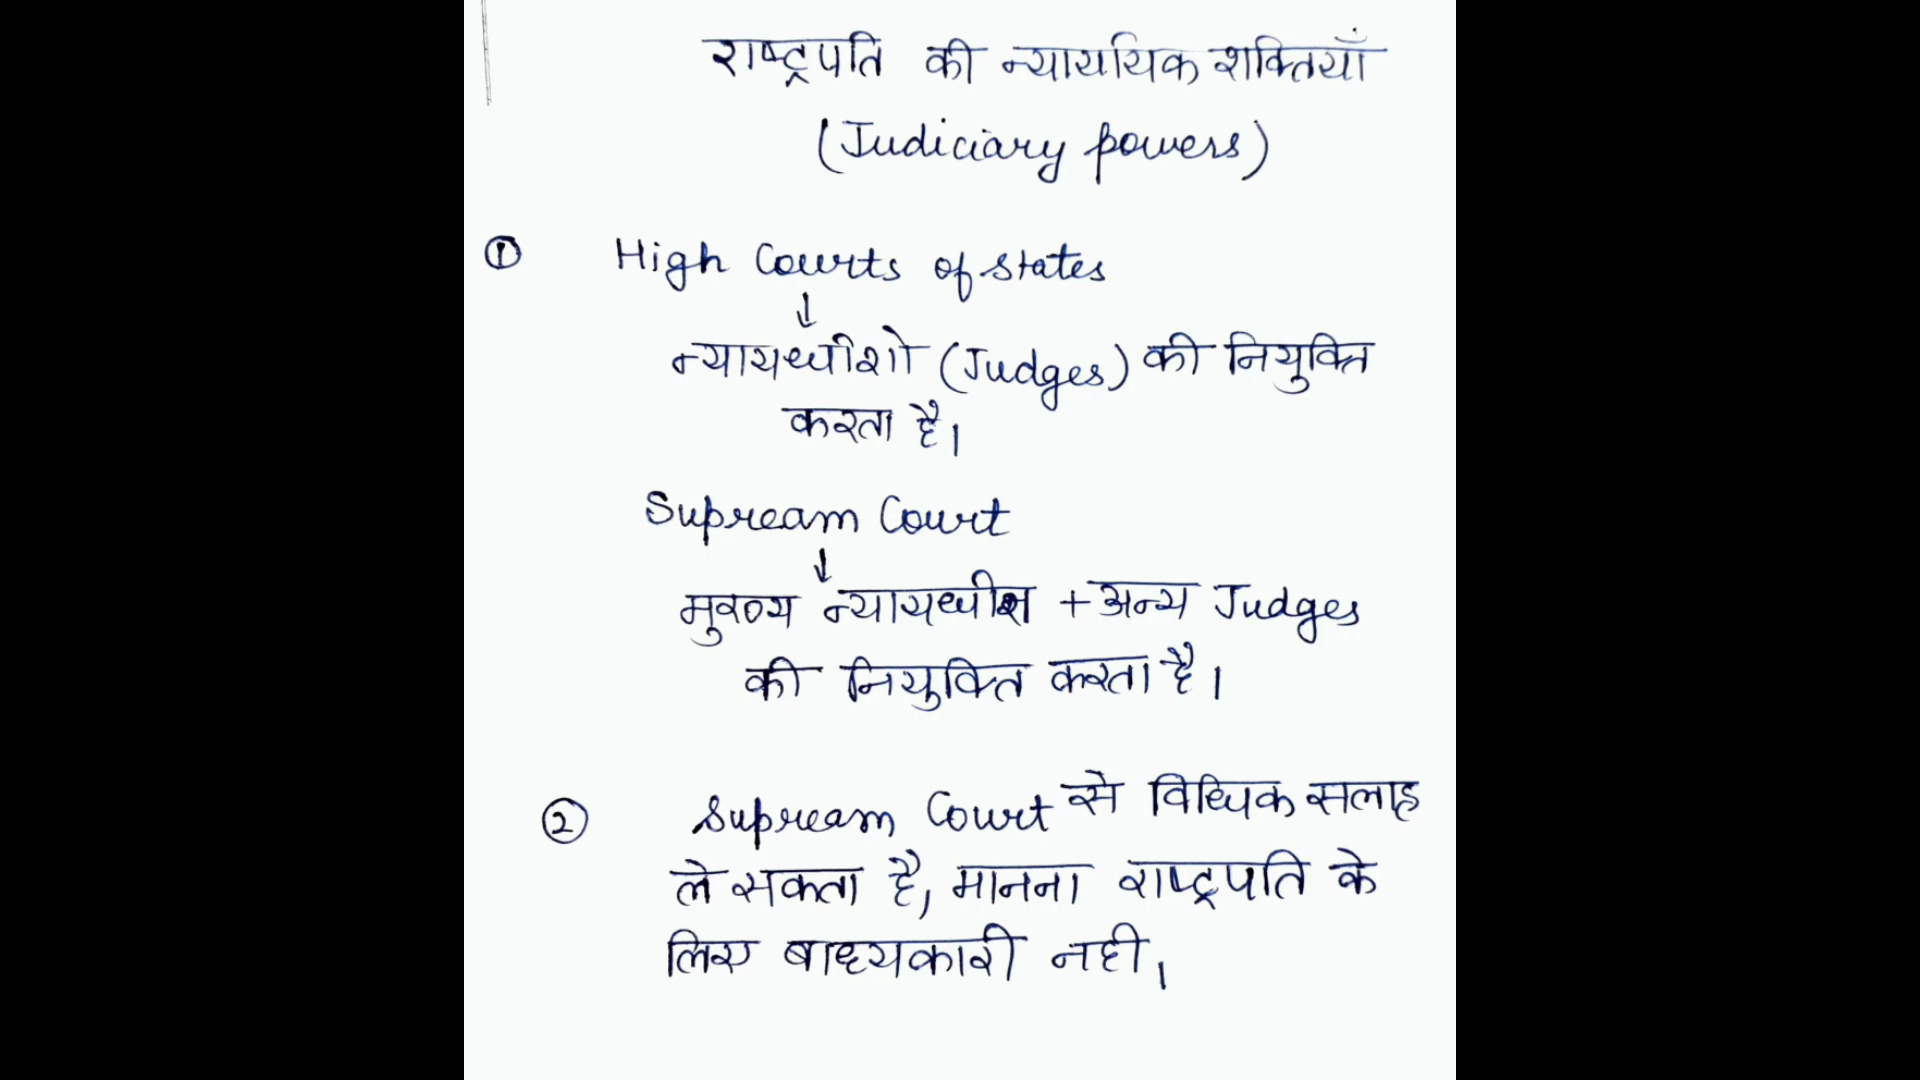 राष्ट्रपति की न्यायायिक शक्तियाँ
(Judiciary powers)
① High Courts of states
↓
न्यायधीशो (Judges) की नियुक्ति
करता है।
Supream Court
↓
मुख्य न्यायधीश + अन्य Judges
की नियुक्ति करता है।
② Supream Court से विधिक सलाह
ले सकता है, मानना राष्ट्रपति के
लिए बाध्यकारी नही।